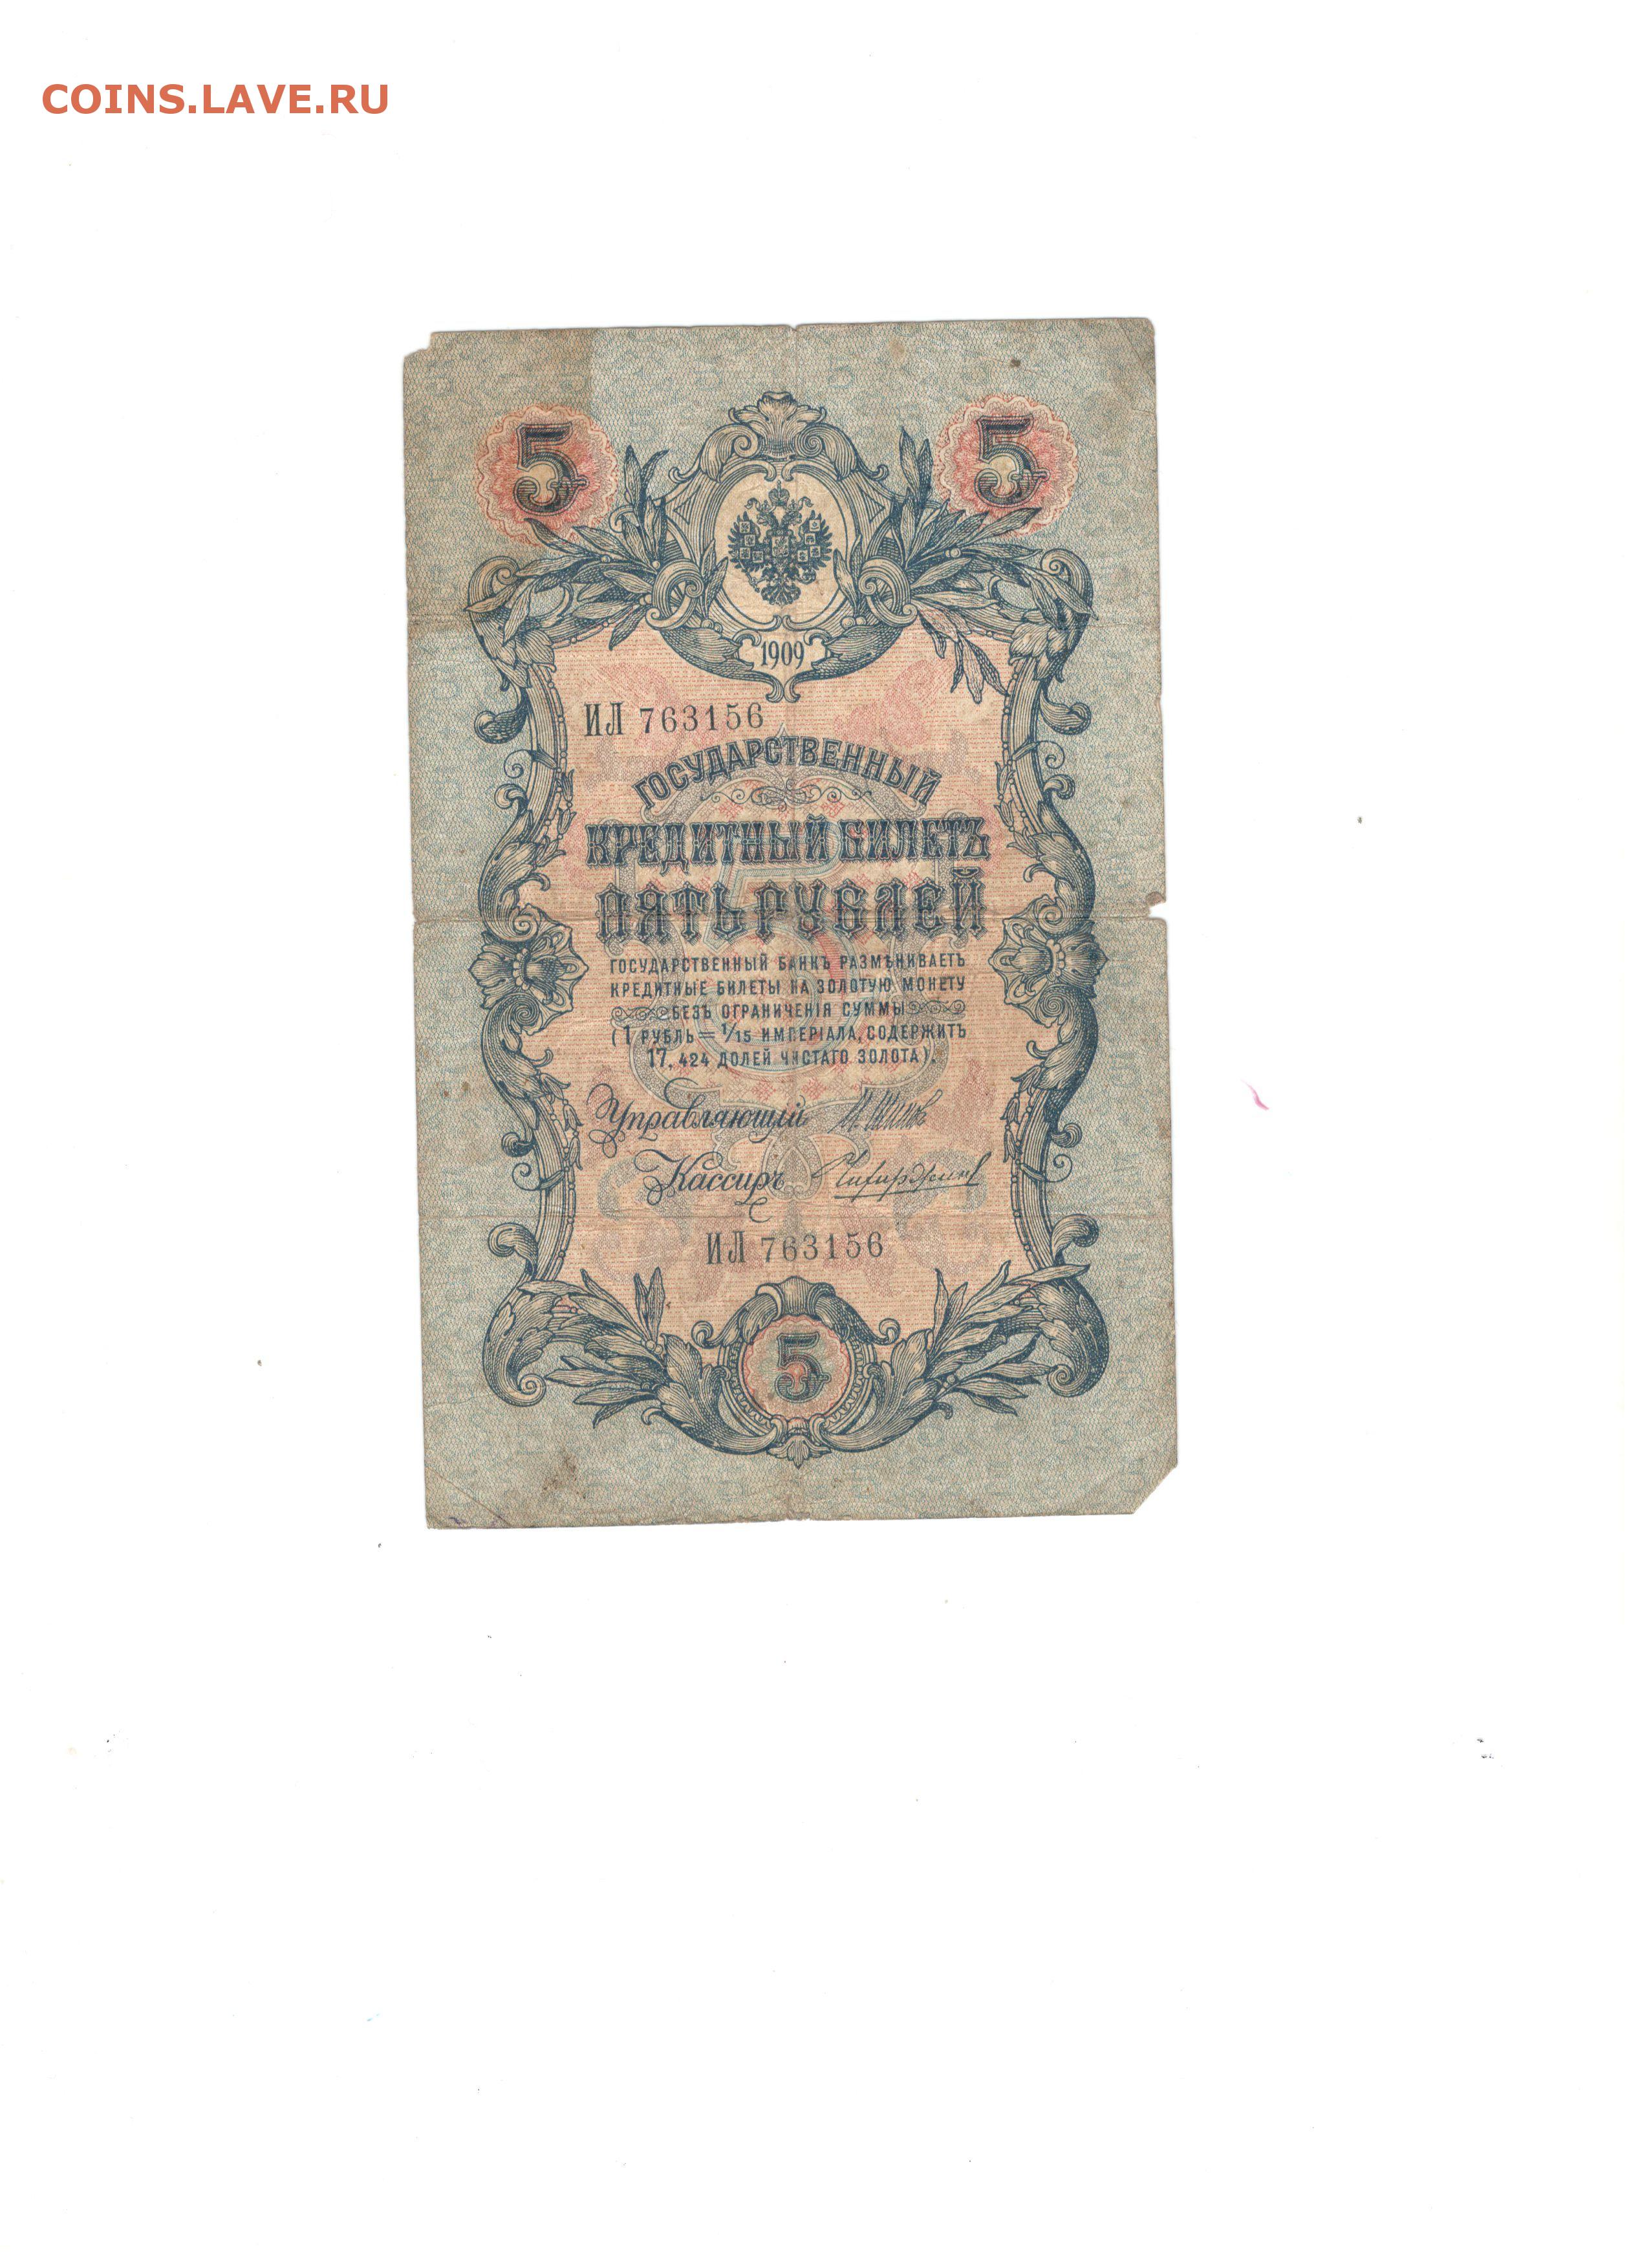 COINS.LAVE.RU
5
5
1909
ИЛ 763156
ГОСУДАРСТВЕННЫЙ
КРЕДИТНЫЙ БИЛЕТЪ
ПЯТЬ РУБЛЕЙ
ГОСУДАРСТВЕННЫЙ БАНКЪ РАЗМѢНИВАЕТЪ
КРЕДИТНЫЕ БИЛЕТЫ НА ЗОЛОТУЮ МОНЕТУ
БЕЗЪ ОГРАНИЧЕНІЯ СУММЫ
(1 РУБЛЬ = 1/15 ИМПЕРІАЛА, СОДЕРЖИТЪ
17,424 ДОЛЕЙ ЧИСТАГО ЗОЛОТА).
Управляющій
Кассиръ
ИЛ 763156
5